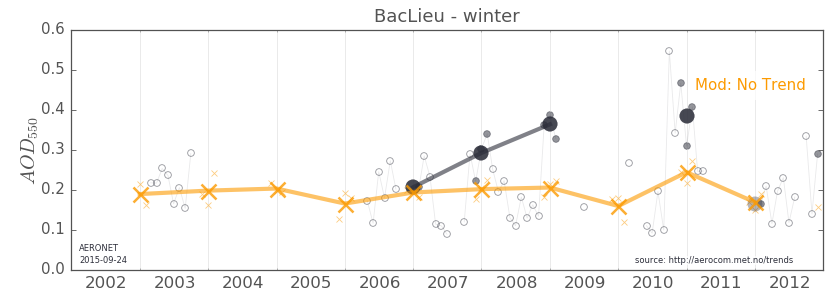 BacLieu - winter
0.6
0.5
0.4
0.3
0.2
0.1
0.0
AOD550
Mod: No Trend
AERONET
2015-09-24
source: http://aerocom.met.no/trends
2002 2003 2004 2005 2006 2007 2008 2009 2010 2011 2012